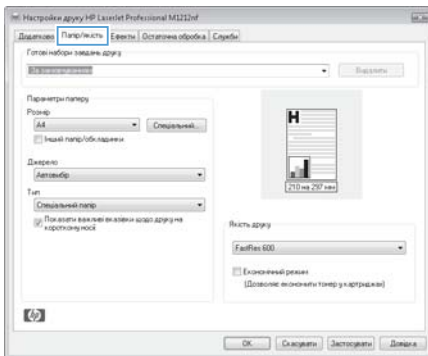 Настройки друку HP LaserJet Professional M1212nf
Додатково Папір/якість Ефекти Остаточна обробка Служби
Готові набори завдань друку
За замовчуванням
Видалити
Параметри паперу
Розмір
A4
Спеціальний...
Інший папір/обкладинки
Джерело
Автовибір
Тип
Спеціальний папір
Показати важливі вказівки щодо друку на
короткому носії
H
210 на 297 мм
Якість друку
FastRes 600
Економічний режим
(Дозволяє економити тонер у картриджах)
hp
OK Скасувати Застосувати Довідка